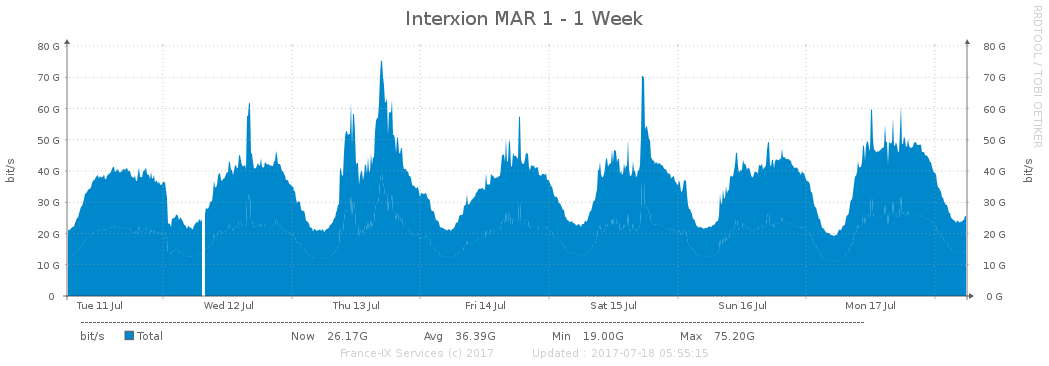 Interxion MAR 1 - 1 Week
RRDTOOL / TOBI OETIKER
80 G 80 G
70 G 70 G
60 G 60 G
50 G 50 G
40 G 40 G
30 G 30 G
20 G 20 G
10 G 10 G
0 0 G
bit/s bit/s
Tue 11 Jul Wed 12 Jul Thu 13 Jul Fri 14 Jul Sat 15 Jul Sun 16 Jul Mon 17 Jul
bit/s Total Now 26.17G Avg 36.39G Min 19.00G Max 75.20G
France-IX Services (c) 2017 Updated : 2017-07-18 05:55:15